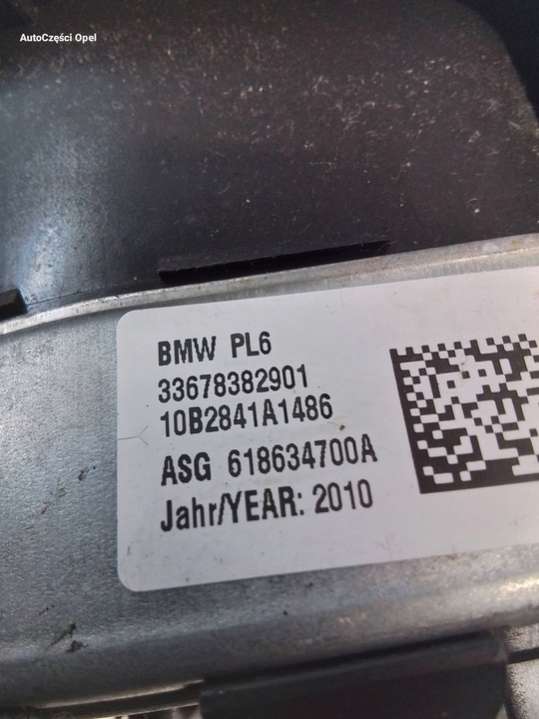 AutoCzęści Opel
BMW PL6
33678382901
10B2841A1486
ASG 618634700A
Jahr/YEAR: 2010